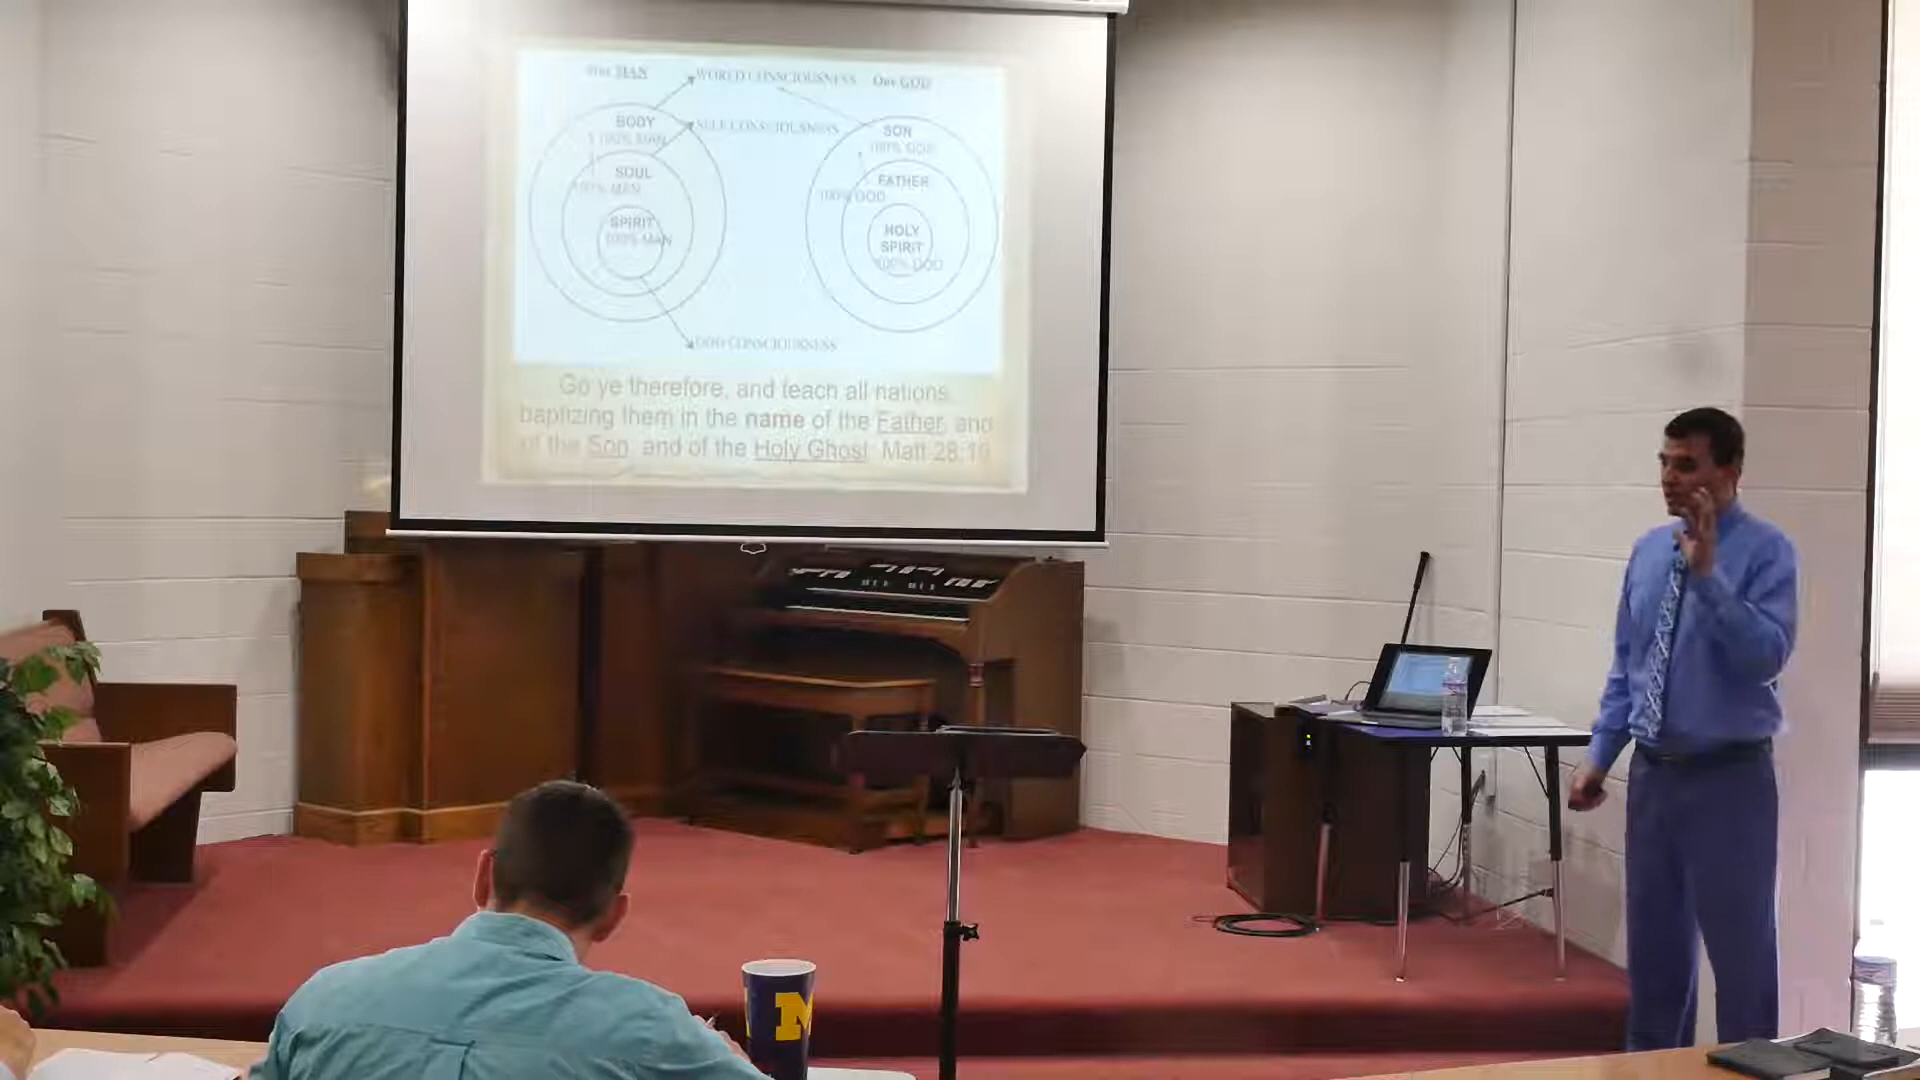 One MAN
WORLD CONSCIOUSNESS
One GOD
BODY
100% MAN
SELF CONSCIOUSNESS
SOUL
100% MAN
SPIRIT
100% MAN
SON
100% GOD
FATHER
100% GOD
HOLY
SPIRIT
100% GOD
GOD CONSCIOUSNESS
Go ye therefore, and teach all nations,
baptizing them in the name of the Father, and
of the Son, and of the Holy Ghost: Matt 28:19
M